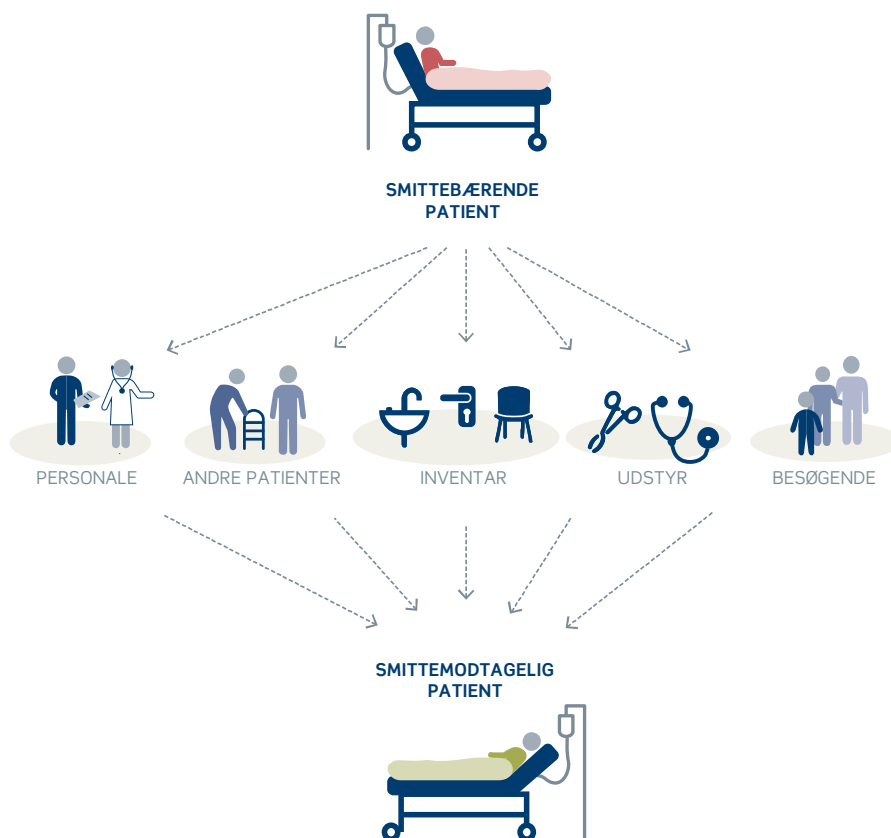 SMITTEBÆRENDE
PATIENT
PERSONALE
ANDRE PATIENTER
INVENTAR
UDSTYR
BESØGENDE
SMITTEMODTAGELIG
PATIENT